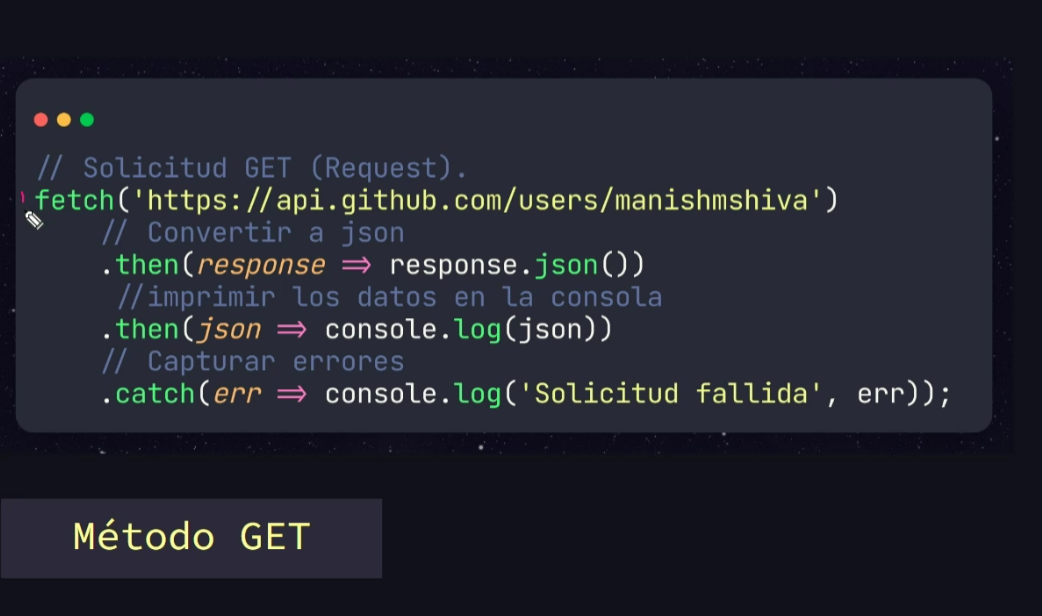 // Solicitud GET (Request).
fetch('https://api.github.com/users/manishmshiva')
// Convertir a json
.then(response => response.json())
//imprimir los datos en la consola
.then(json => console.log(json))
// Capturar errores
.catch(err => console.log('Solicitud fallida', err));
Método GET